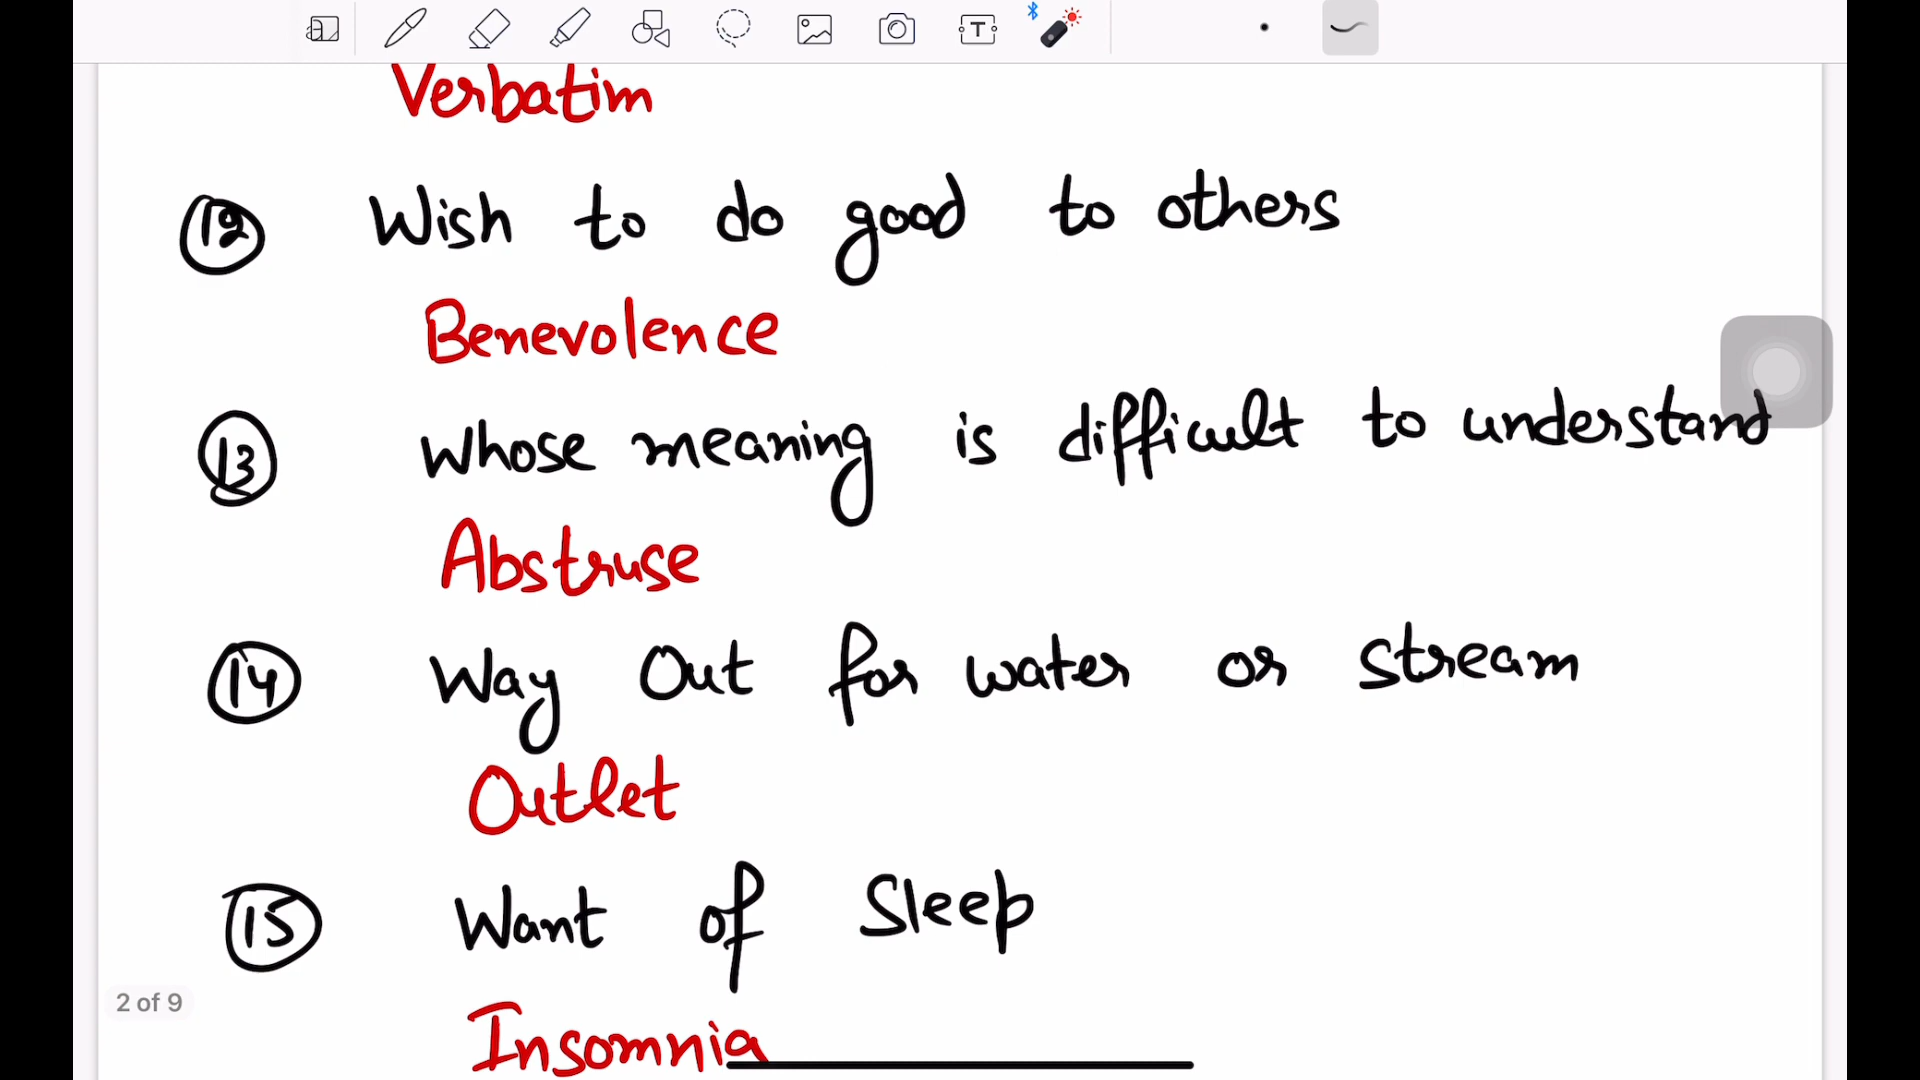 Verbatim
12 Wish to do good to others
Benevolence
13 Whose meaning is difficult to understand
Abstruse
14 Way Out for water or stream
Outlet
15 Want of Sleep
2 of 9
Insomnia